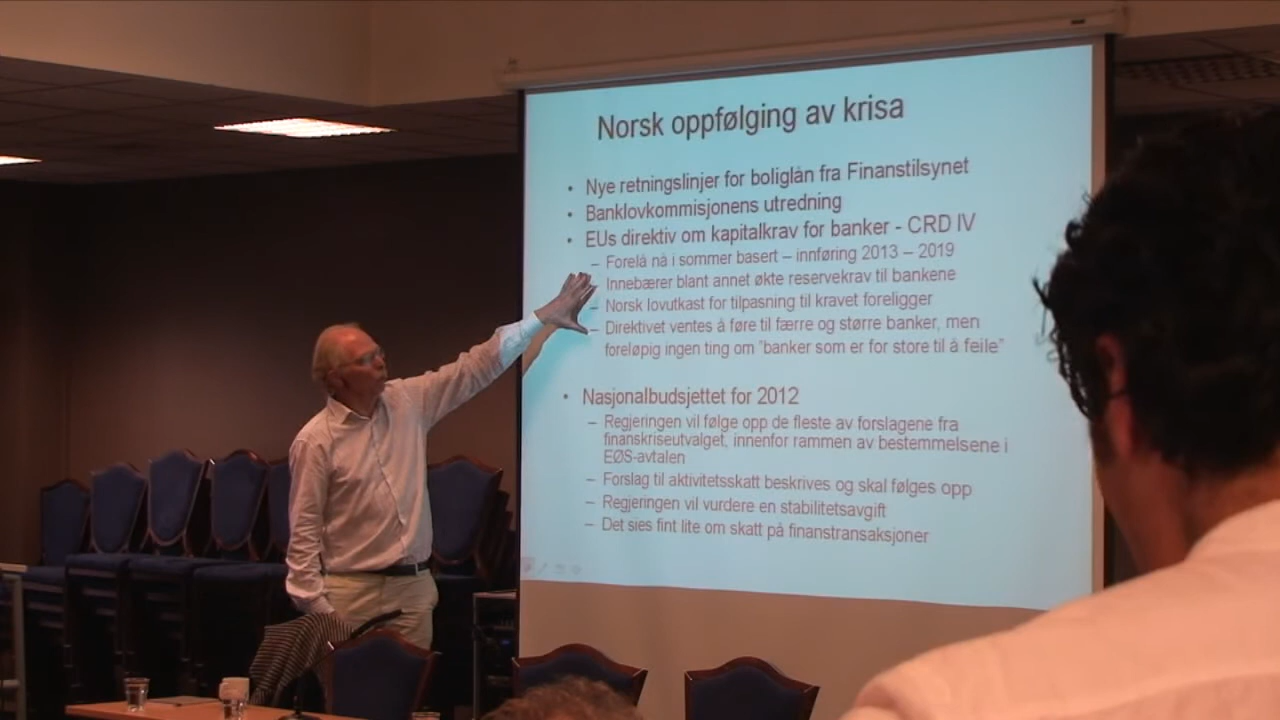 Norsk oppfølging av krisa
• Nye retningslinjer for boliglån fra Finanstilsynet
• Banklovkommisjonens utredning
• EUs direktiv om kapitalkrav for banker - CRD IV
– Forelå nå i sommer basert – innføring 2013 – 2019
Innebærer blant annet økte reservekrav til bankene
– Norsk lovutkast for tilpasning til kravet foreligger
– Direktivet ventes å føre til færre og større banker, men
foreløpig ingen ting om "banker som er for store til å feile"
• Nasjonalbudsjettet for 2012
– Regjeringen vil følge opp de fleste av forslagene fra
finanskriseutvalget, innenfor rammen av bestemmelsene i
EØS-avtalen
– Forslag til aktivitetsskatt beskrives og skal følges opp
– Regjeringen vil vurdere en stabilitetsavgift
– Det sies fint lite om skatt på finanstransaksjoner